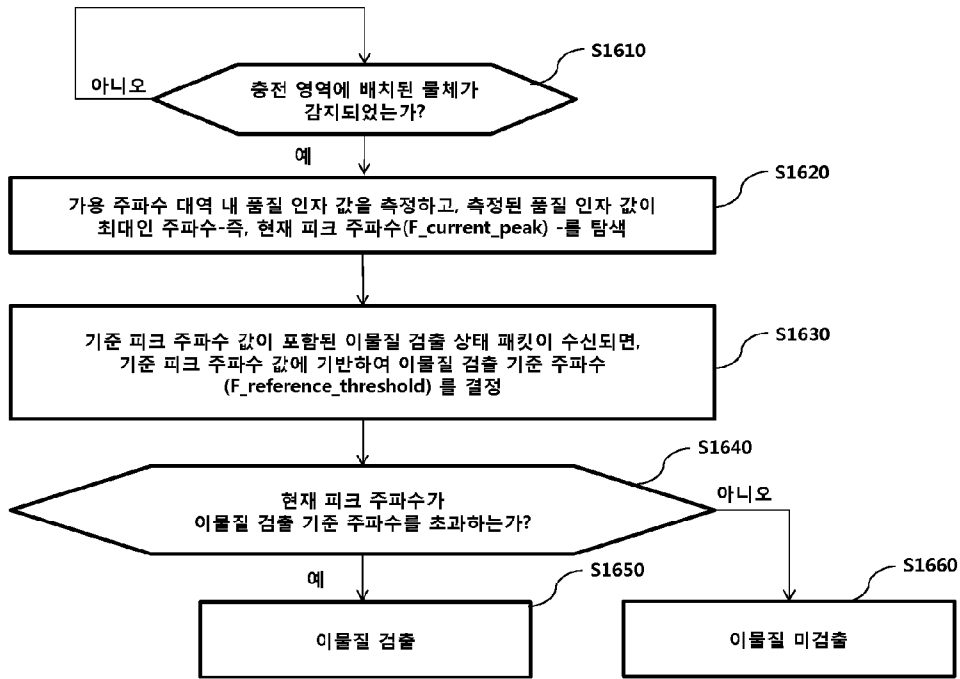 S1610
아니오
충전 영역에 배치된 물체가
감지되었는가?
예
S1620
가용 주파수 대역 내 품질 인자 값을 측정하고, 측정된 품질 인자 값이
최대인 주파수-즉, 현재 피크 주파수(F_current_peak) -를 탐색
S1630
기준 피크 주파수 값이 포함된 이물질 검출 상태 패킷이 수신되면,
기준 피크 주파수 값에 기반하여 이물질 검출 기준 주파수
(F_reference_threshold) 를 결정
S1640
현재 피크 주파수가
이물질 검출 기준 주파수를 초과하는가?
아니오
예
S1650
이물질 검출
S1660
이물질 미검출